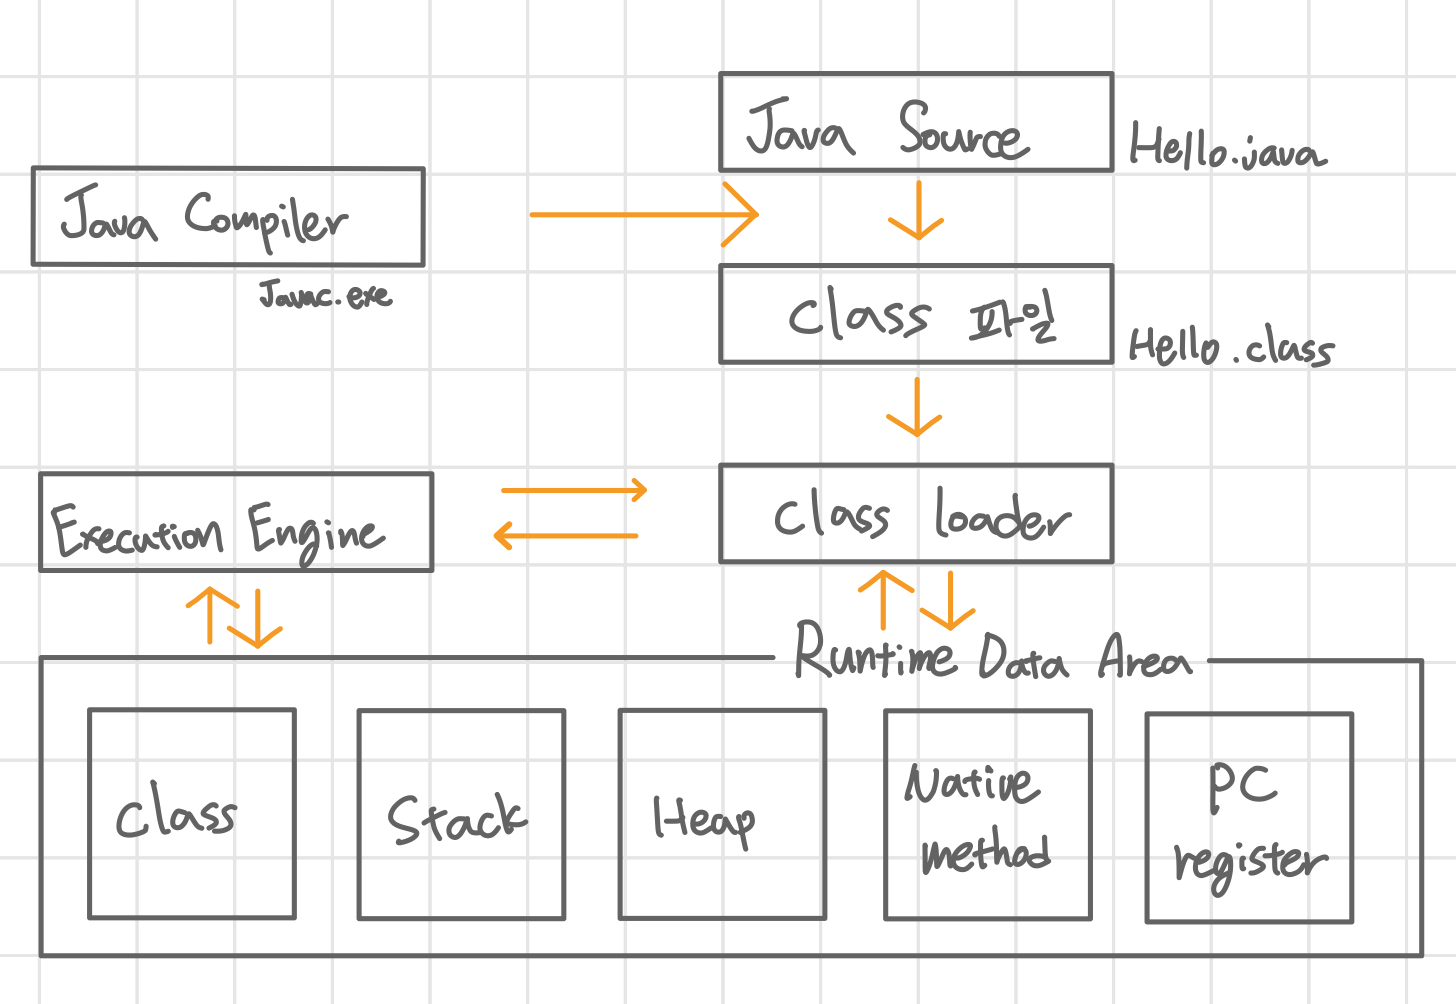 Java Source
Hello.java
Java Compiler
Javac.exe
Class 파일
Hello.class
Execution Engine
Class loader
Runtime Data Area
Class
Stack
Heap
Native
method
PC
register